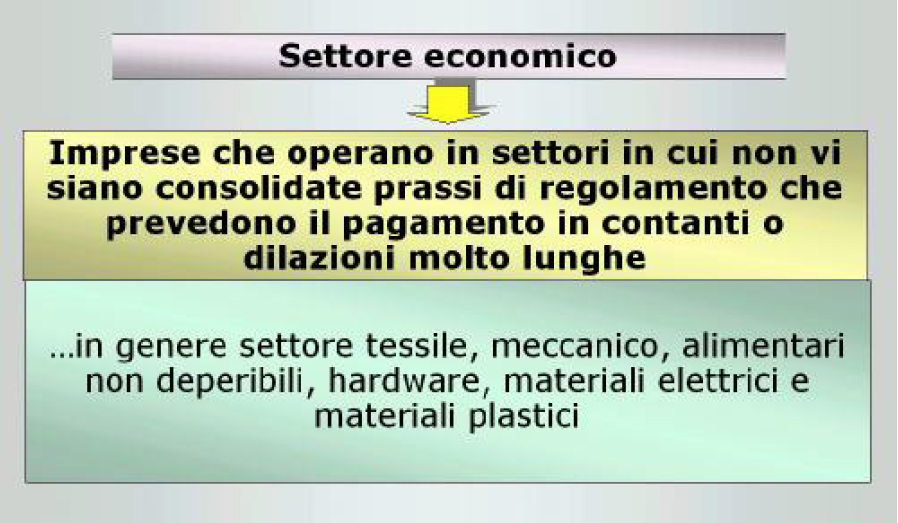 Settore economico
Imprese che operano in settori in cui non vi
siano consolidate prassi di regolamento che
prevedono il pagamento in contanti o
dilazioni molto lunghe
…in genere settore tessile, meccanico, alimentari
non deperibili, hardware, materiali elettrici e
materiali plastici